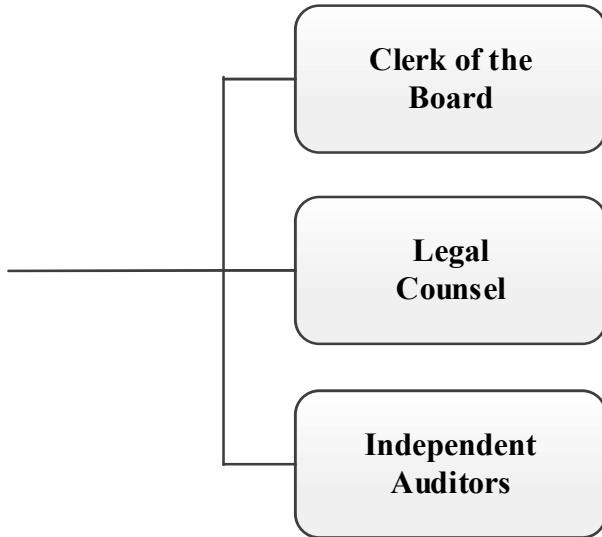 Clerk of the
Board
Legal
Counsel
Independent
Auditors